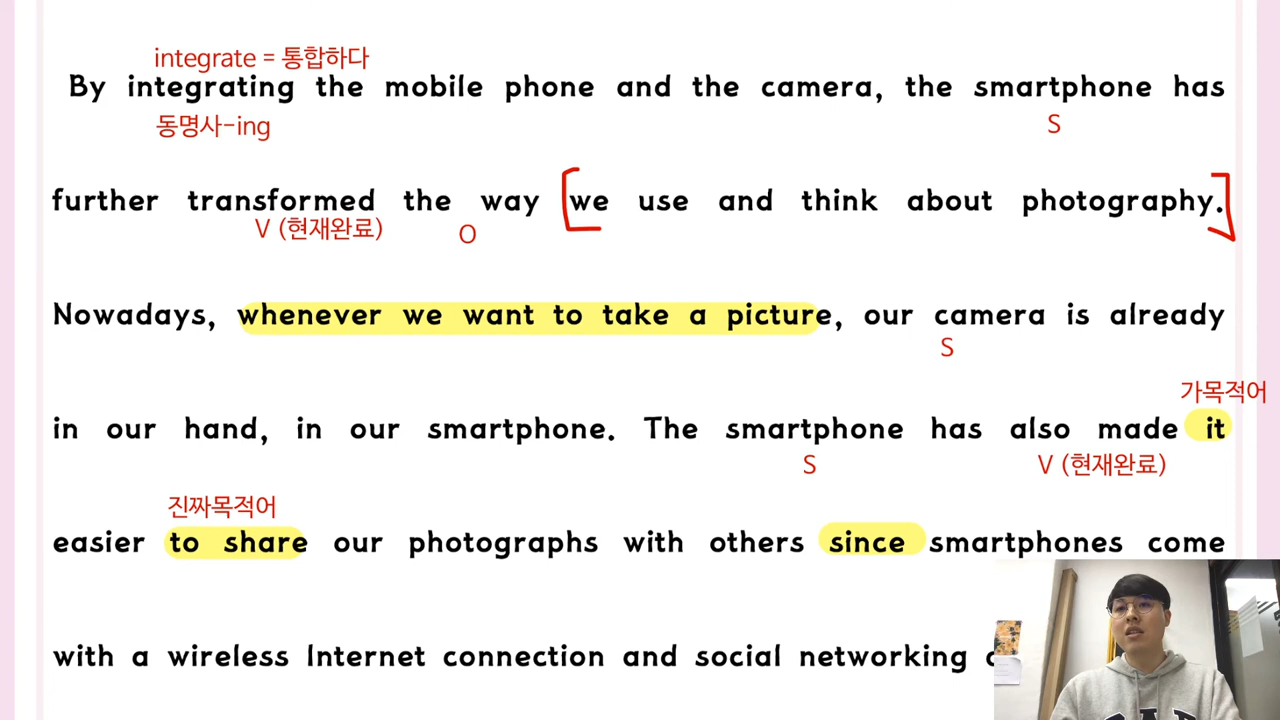 integrate = 통합하다
By integrating the mobile phone and the camera, the smartphone has
동명사-ing
S
further transformed the way we use and think about photography.
V (현재완료)
O
Nowadays, whenever we want to take a picture, our camera is already
S
가목적어
in our hand, in our smartphone. The smartphone has also made it
S
V (현재완료)
진짜목적어
easier to share our photographs with others since smartphones come
with a wireless Internet connection and social networking